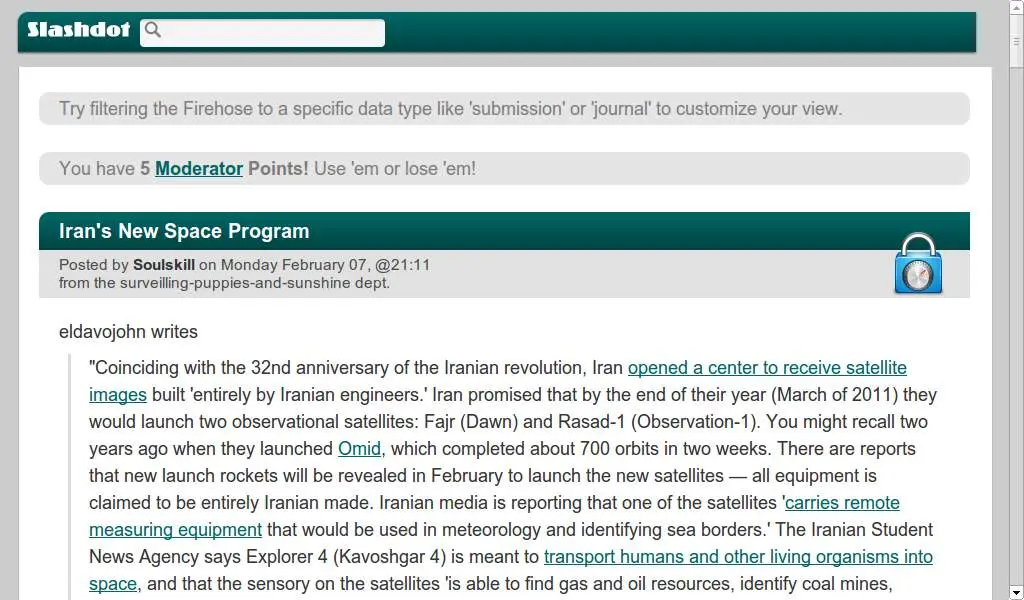 Slashdot
Try filtering the Firehose to a specific data type like 'submission' or 'journal' to customize your view.
You have 5 Moderator Points! Use 'em or lose 'em!
Iran's New Space Program
Posted by Soulskill on Monday February 07, @21:11
from the surveilling-puppies-and-sunshine dept.
eldavojohn writes
"Coinciding with the 32nd anniversary of the Iranian revolution, Iran opened a center to receive satellite
images built 'entirely by Iranian engineers.' Iran promised that by the end of their year (March of 2011) they
would launch two observational satellites: Fajr (Dawn) and Rasad-1 (Observation-1). You might recall two
years ago when they launched Omid, which completed about 700 orbits in two weeks. There are reports
that new launch rockets will be revealed in February to launch the new satellites — all equipment is
claimed to be entirely Iranian made. Iranian media is reporting that one of the satellites 'carries remote
measuring equipment that would be used in meteorology and identifying sea borders.' The Iranian Student
News Agency says Explorer 4 (Kavoshgar 4) is meant to transport humans and other living organisms into
space, and that the sensory on the satellites 'is able to find gas and oil resources, identify coal mines,